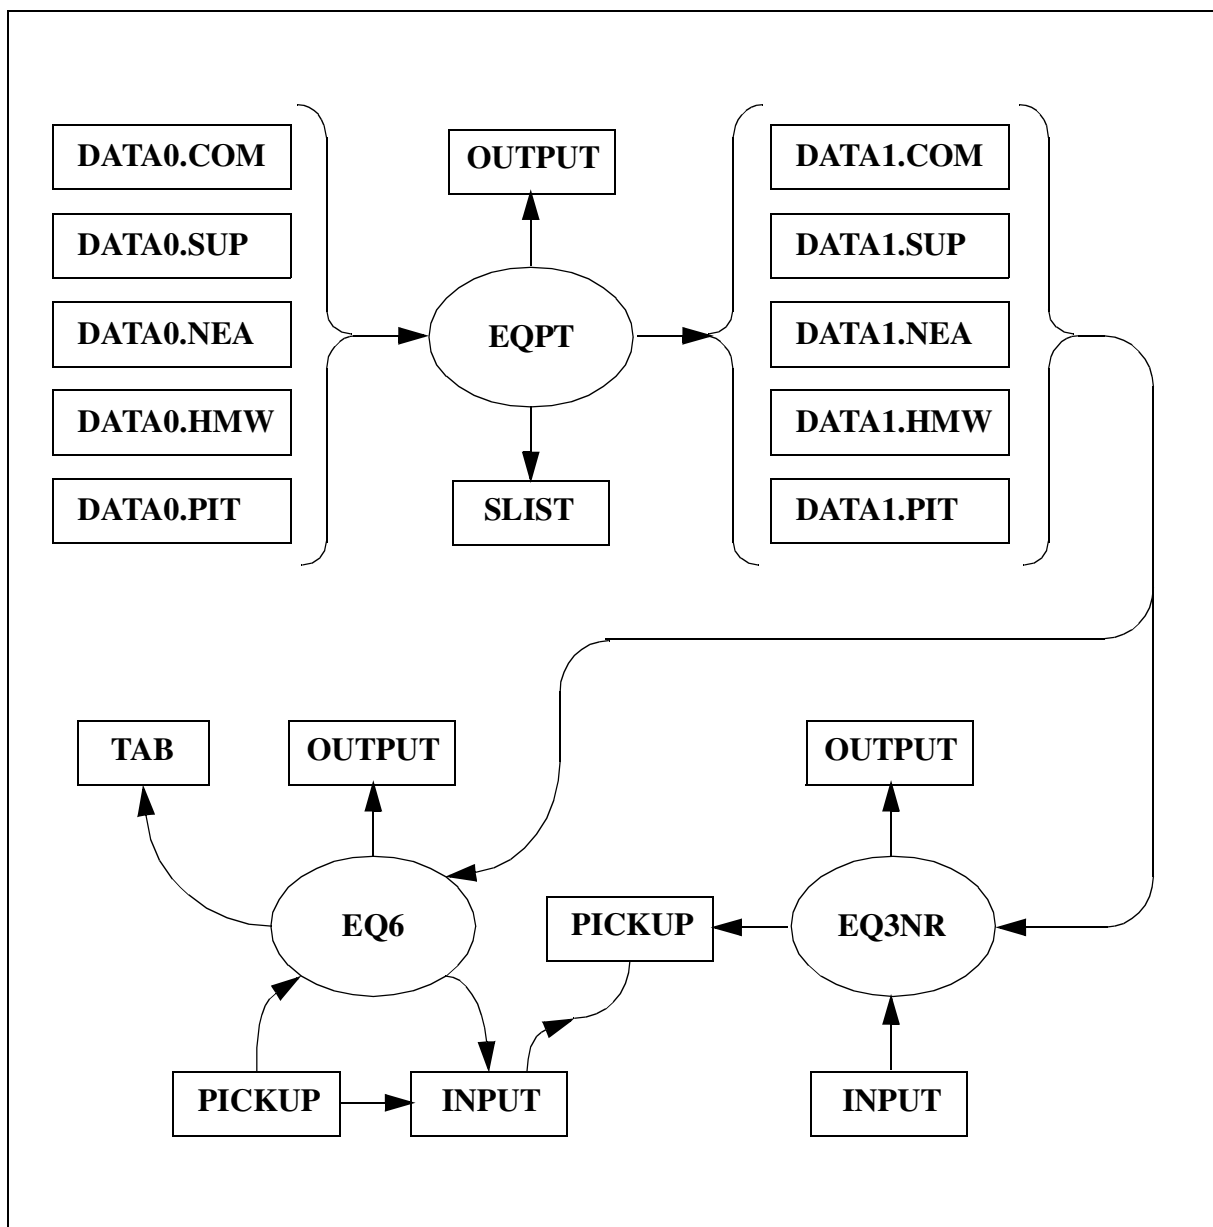 DATA0.COM
DATA0.SUP
DATA0.NEA
DATA0.HMW
DATA0.PIT
OUTPUT
EQPT
SLIST
DATA1.COM
DATA1.SUP
DATA1.NEA
DATA1.HMW
DATA1.PIT
TAB
OUTPUT
OUTPUT
EQ6
PICKUP
EQ3NR
PICKUP
INPUT
INPUT